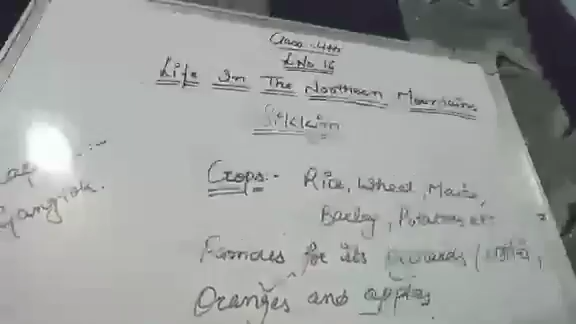 Class 4th
L.No. 16
Life In The Northern Mountains
Sikkim
Crops:- Rice, Wheat, Maize,
Barley, Potatoes etc
Gangtok.
Famous for its
Oranges and apples